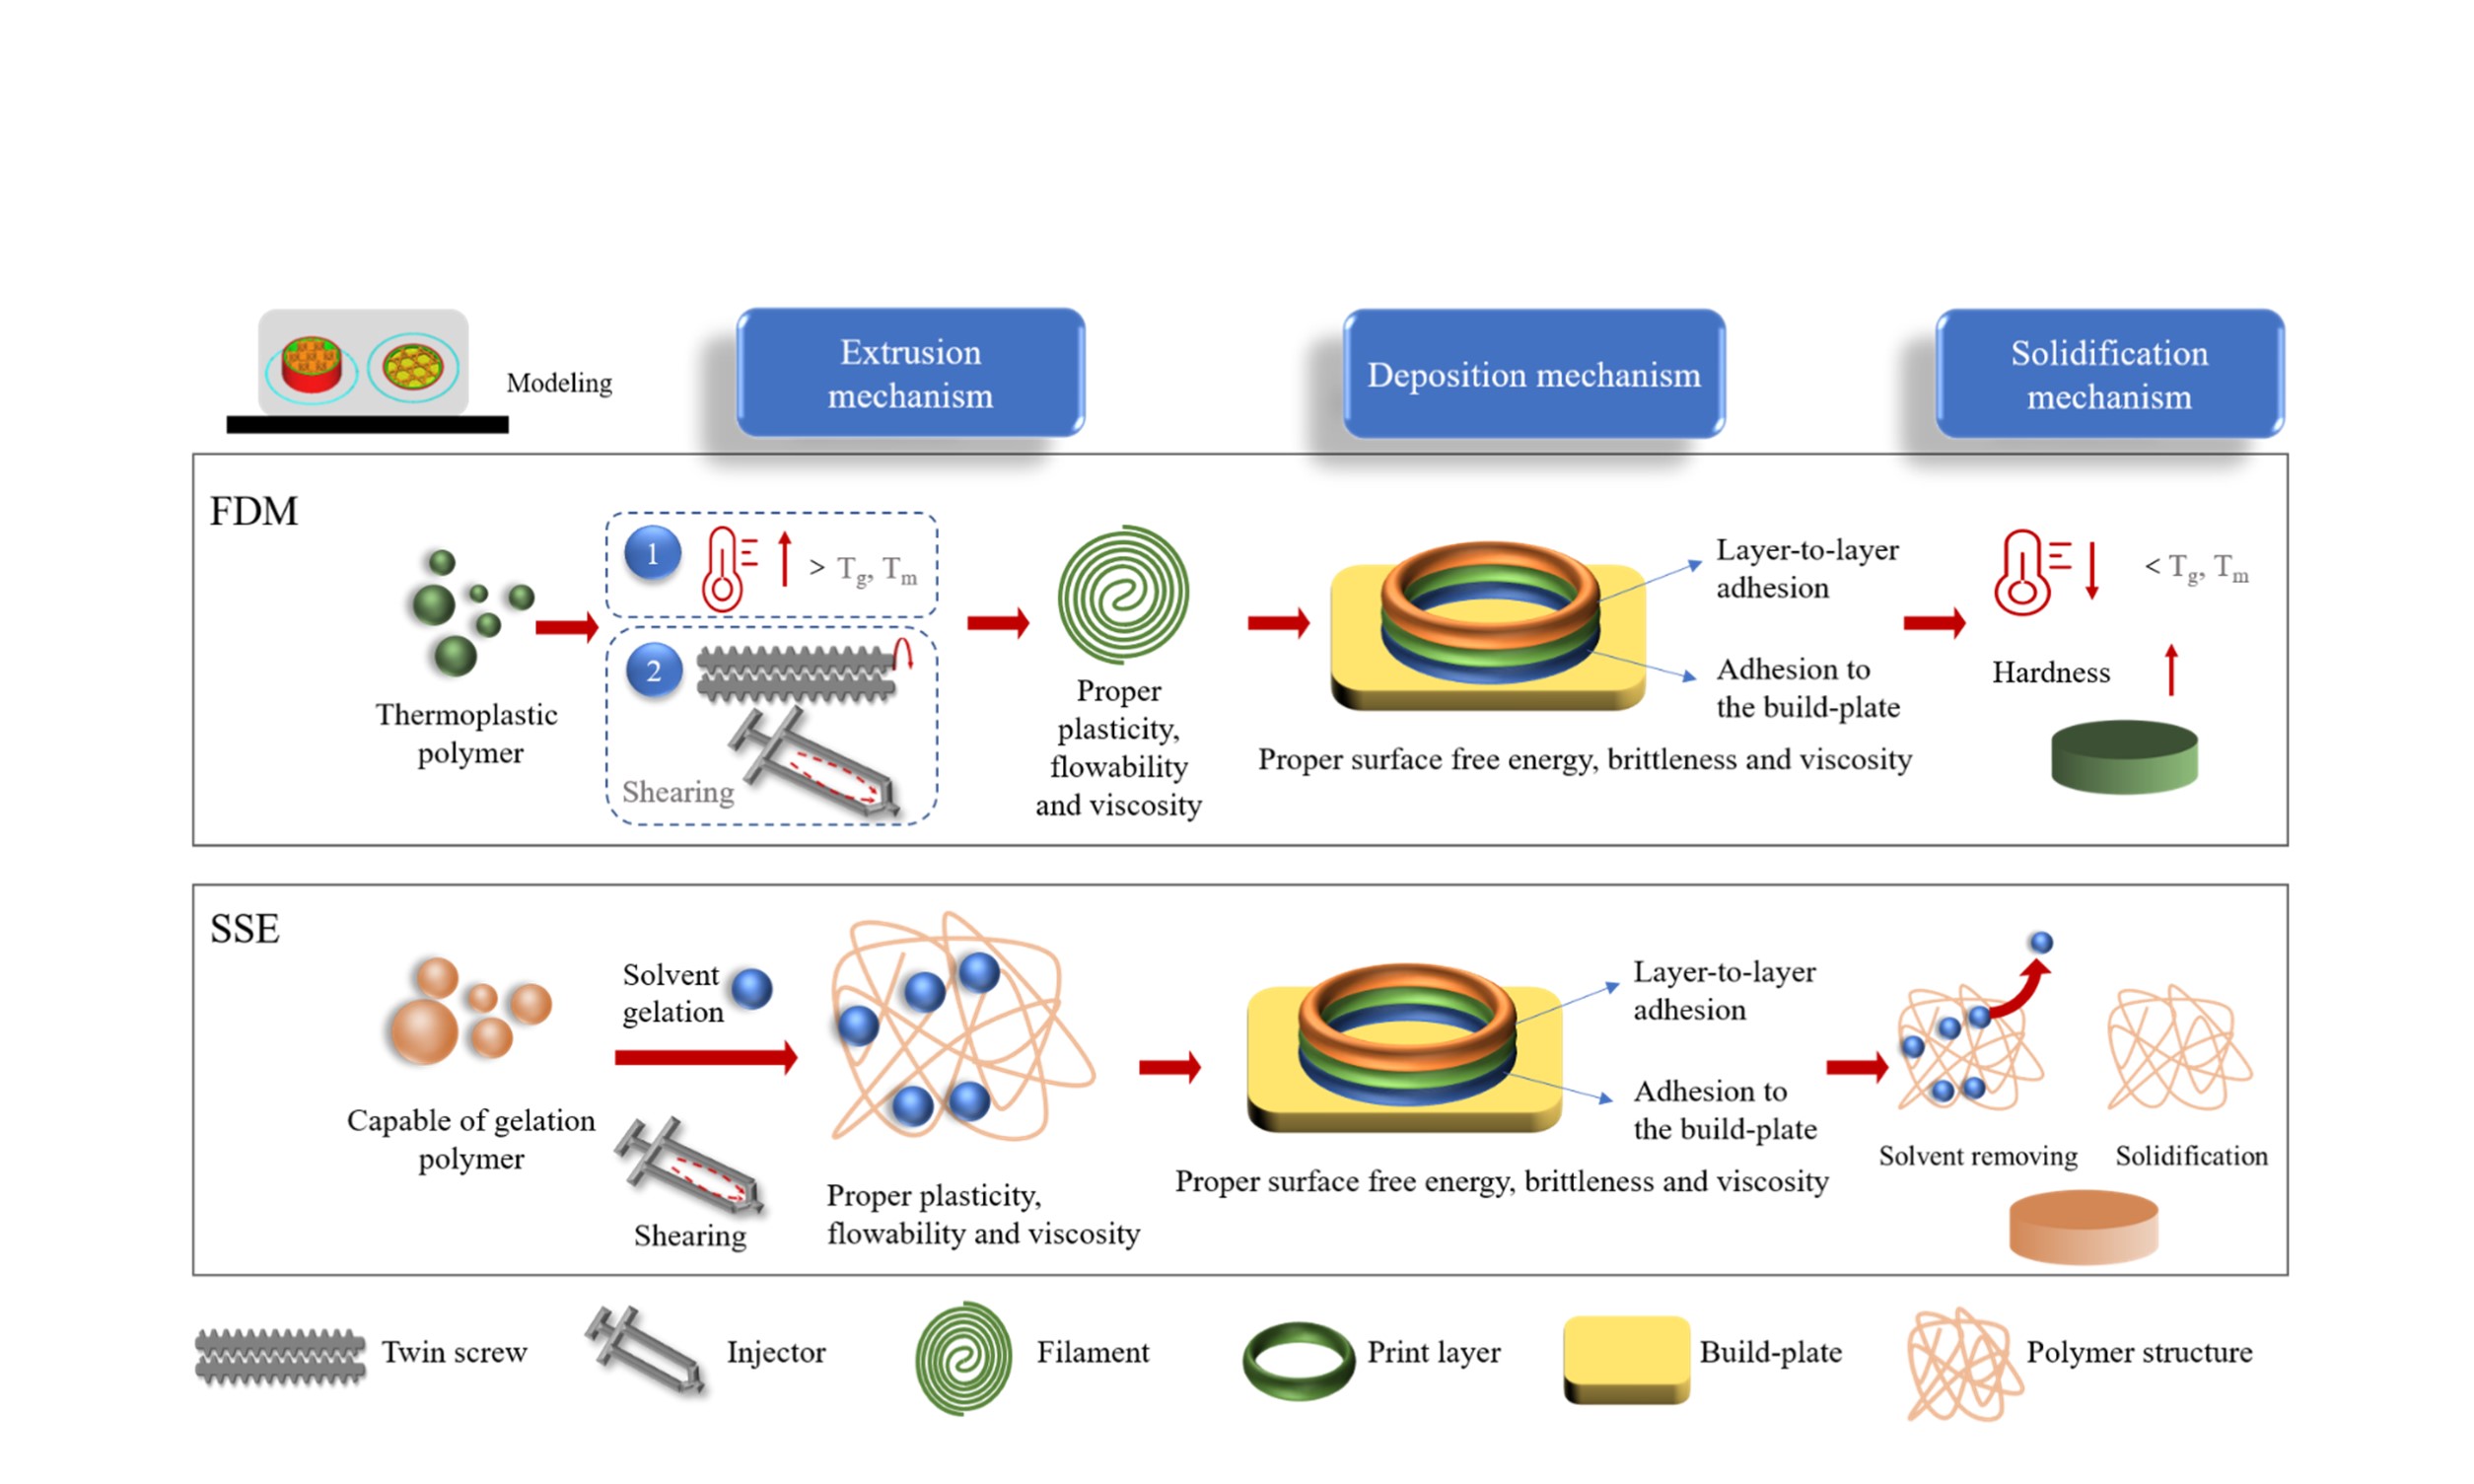 Modeling
Extrusion
mechanism
Deposition mechanism
Solidification
mechanism
FDM
Thermoplastic
polymer
1
> Tg, Tm
2
Shearing
Proper
plasticity,
flowability
and viscosity
Layer-to-layer
adhesion
Adhesion to
the build-plate
Proper surface free energy, brittleness and viscosity
< Tg, Tm
Hardness
SSE
Capable of gelation
polymer
Solvent
gelation
Shearing
Proper plasticity,
flowability and viscosity
Layer-to-layer
adhesion
Adhesion to
the build-plate
Proper surface free energy, brittleness and viscosity
Solvent removing
Solidification
Twin screw
Injector
Filament
Print layer
Build-plate
Polymer structure